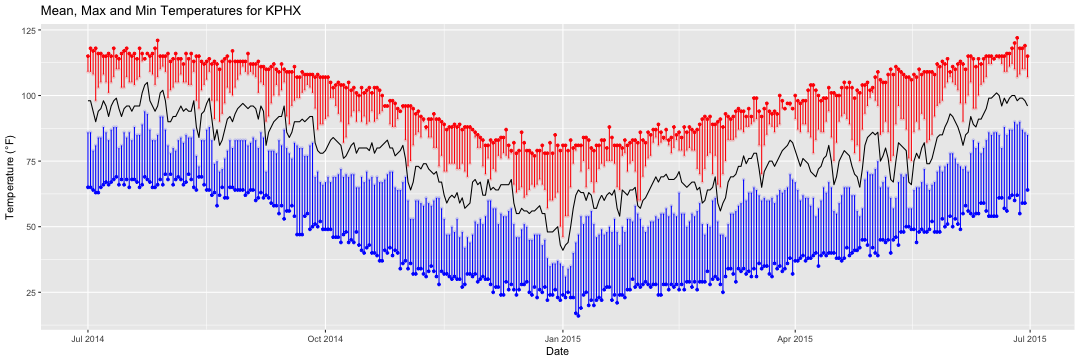 Mean, Max and Min Temperatures for KPHX
125
100
75
50
25
Temperature (°F)
Jul 2014
Oct 2014
Jan 2015
Apr 2015
Jul 2015
Date